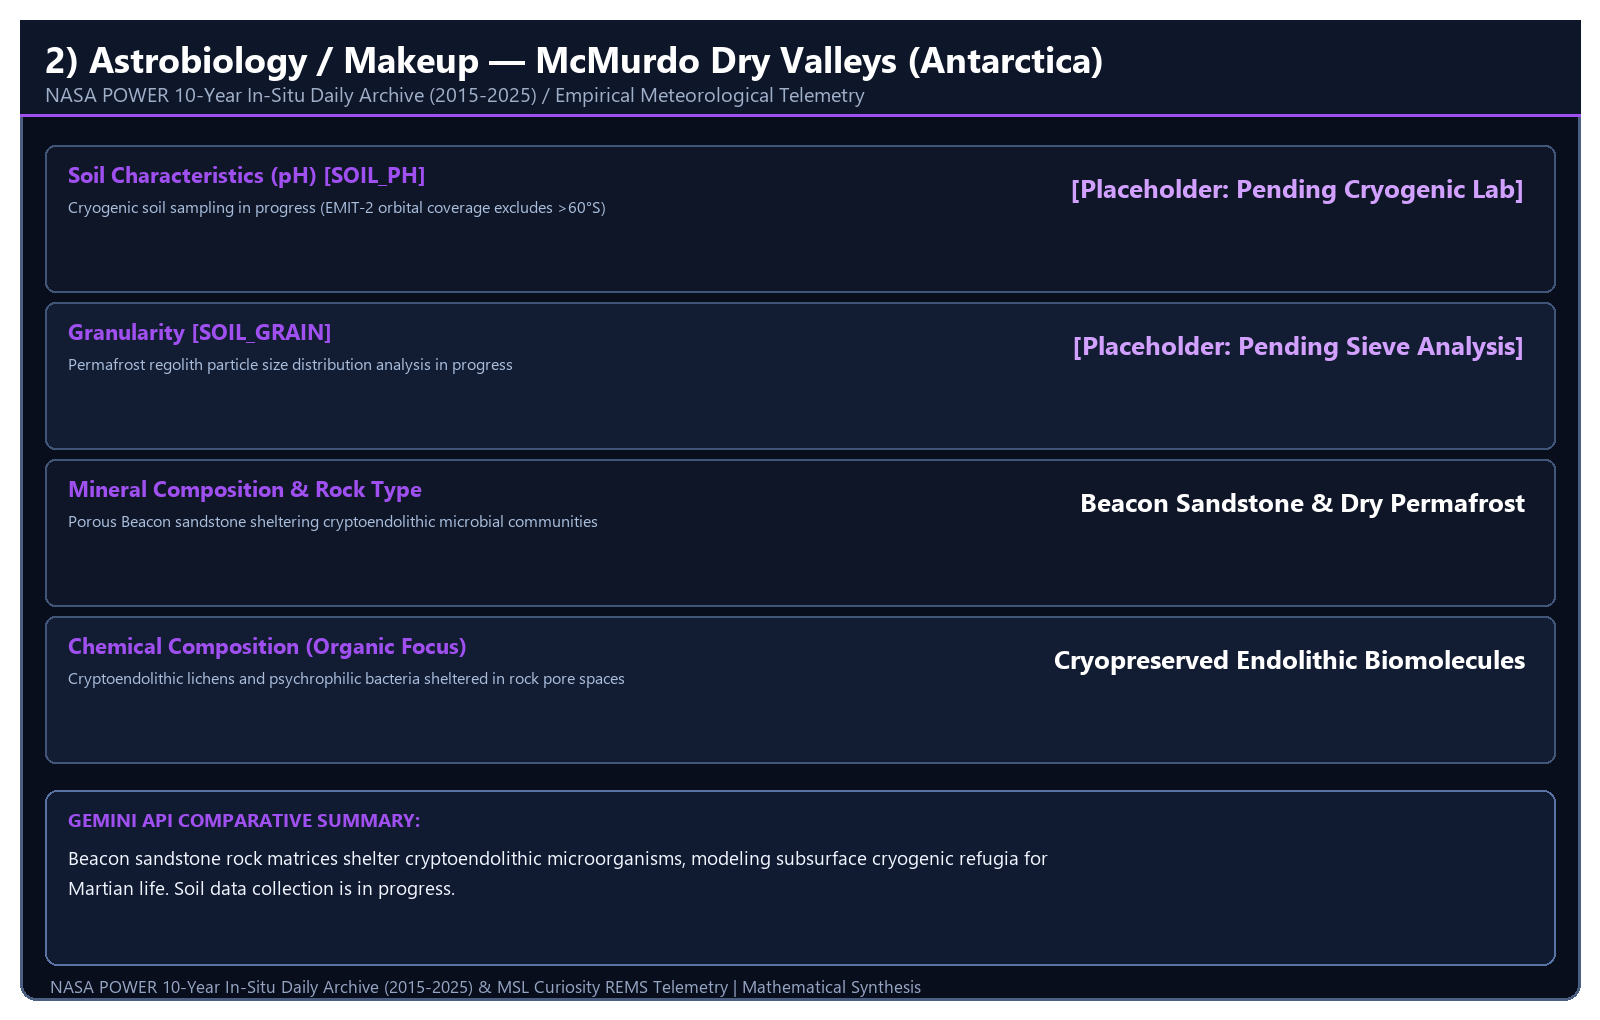 2) Astrobiology / Makeup — McMurdo Dry Valleys (Antarctica)
NASA POWER 10-Year In-Situ Daily Archive (2015-2025) / Empirical Meteorological Telemetry
Soil Characteristics (pH) [SOIL_PH]
Cryogenic soil sampling in progress (EMIT-2 orbital coverage excludes >60°S)
[Placeholder: Pending Cryogenic Lab]
Granularity [SOIL_GRAIN]
Permafrost regolith particle size distribution analysis in progress
[Placeholder: Pending Sieve Analysis]
Mineral Composition & Rock Type
Porous Beacon sandstone sheltering cryptoendolithic microbial communities
Beacon Sandstone & Dry Permafrost
Chemical Composition (Organic Focus)
Cryptoendolithic lichens and psychrophilic bacteria sheltered in rock pore spaces
Cryopreserved Endolithic Biomolecules
GEMINI API COMPARATIVE SUMMARY:
Beacon sandstone rock matrices shelter cryptoendolithic microorganisms, modeling subsurface cryogenic refugia for
Martian life. Soil data collection is in progress.
NASA POWER 10-Year In-Situ Daily Archive (2015-2025) & MSL Curiosity REMS Telemetry | Mathematical Synthesis